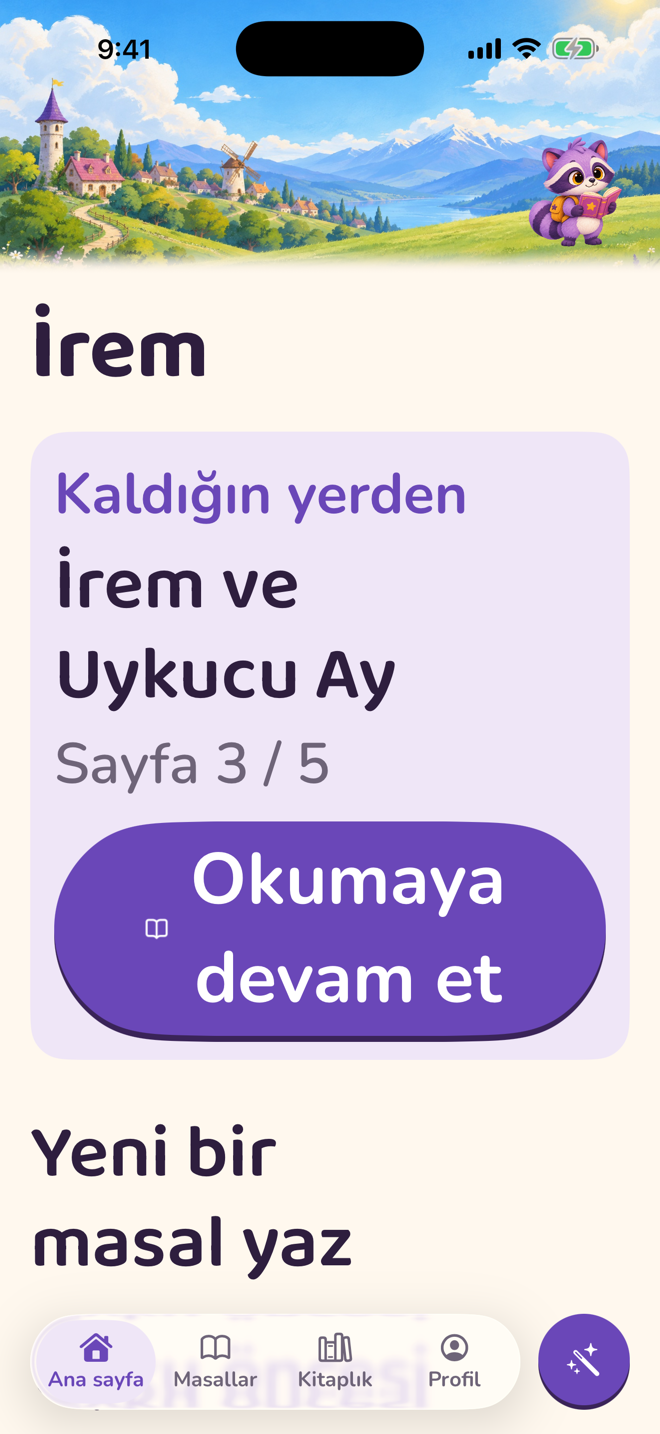 9:41
İrem
Kaldığın yerden
İrem ve
Uykucu Ay
Sayfa 3 / 5
Okumaya
devam et
Yeni bir
masal yaz
Ana sayfa
Masallar
Kitaplık
Profil